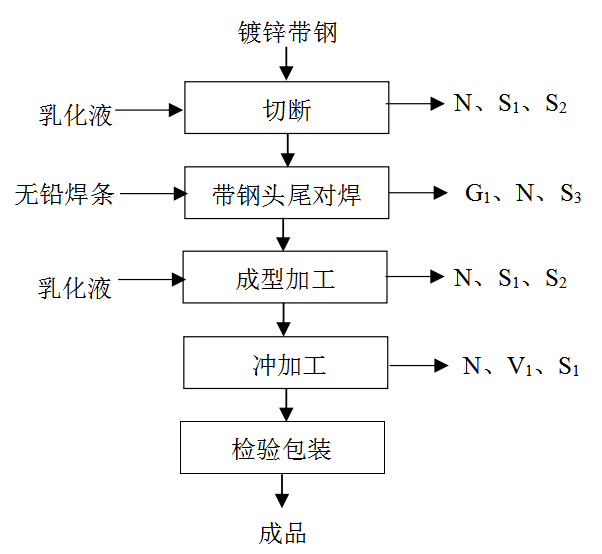 镀锌带钢
乳化液
切断
N、S₁、S₂
无铅焊条
带钢头尾对焊
G₁、N、S₃
乳化液
成型加工
N、S₁、S₂
冲加工
N、V₁、S₁
检验包装
成品